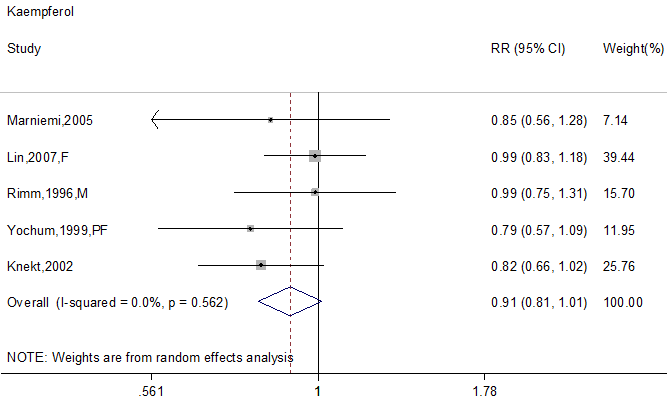 Kaempferol
Study RR (95% CI) Weight(%)
Marniemi,2005 0.85 (0.56, 1.28) 7.14
Lin,2007,F 0.99 (0.83, 1.18) 39.44
Rimm,1996,M 0.99 (0.75, 1.31) 15.70
Yochum,1999,PF 0.79 (0.57, 1.09) 11.95
Knekt,2002 0.82 (0.66, 1.02) 25.76
Overall (I-squared = 0.0%, p = 0.562) 0.91 (0.81, 1.01) 100.00
NOTE: Weights are from random effects analysis
.561 1 1.78